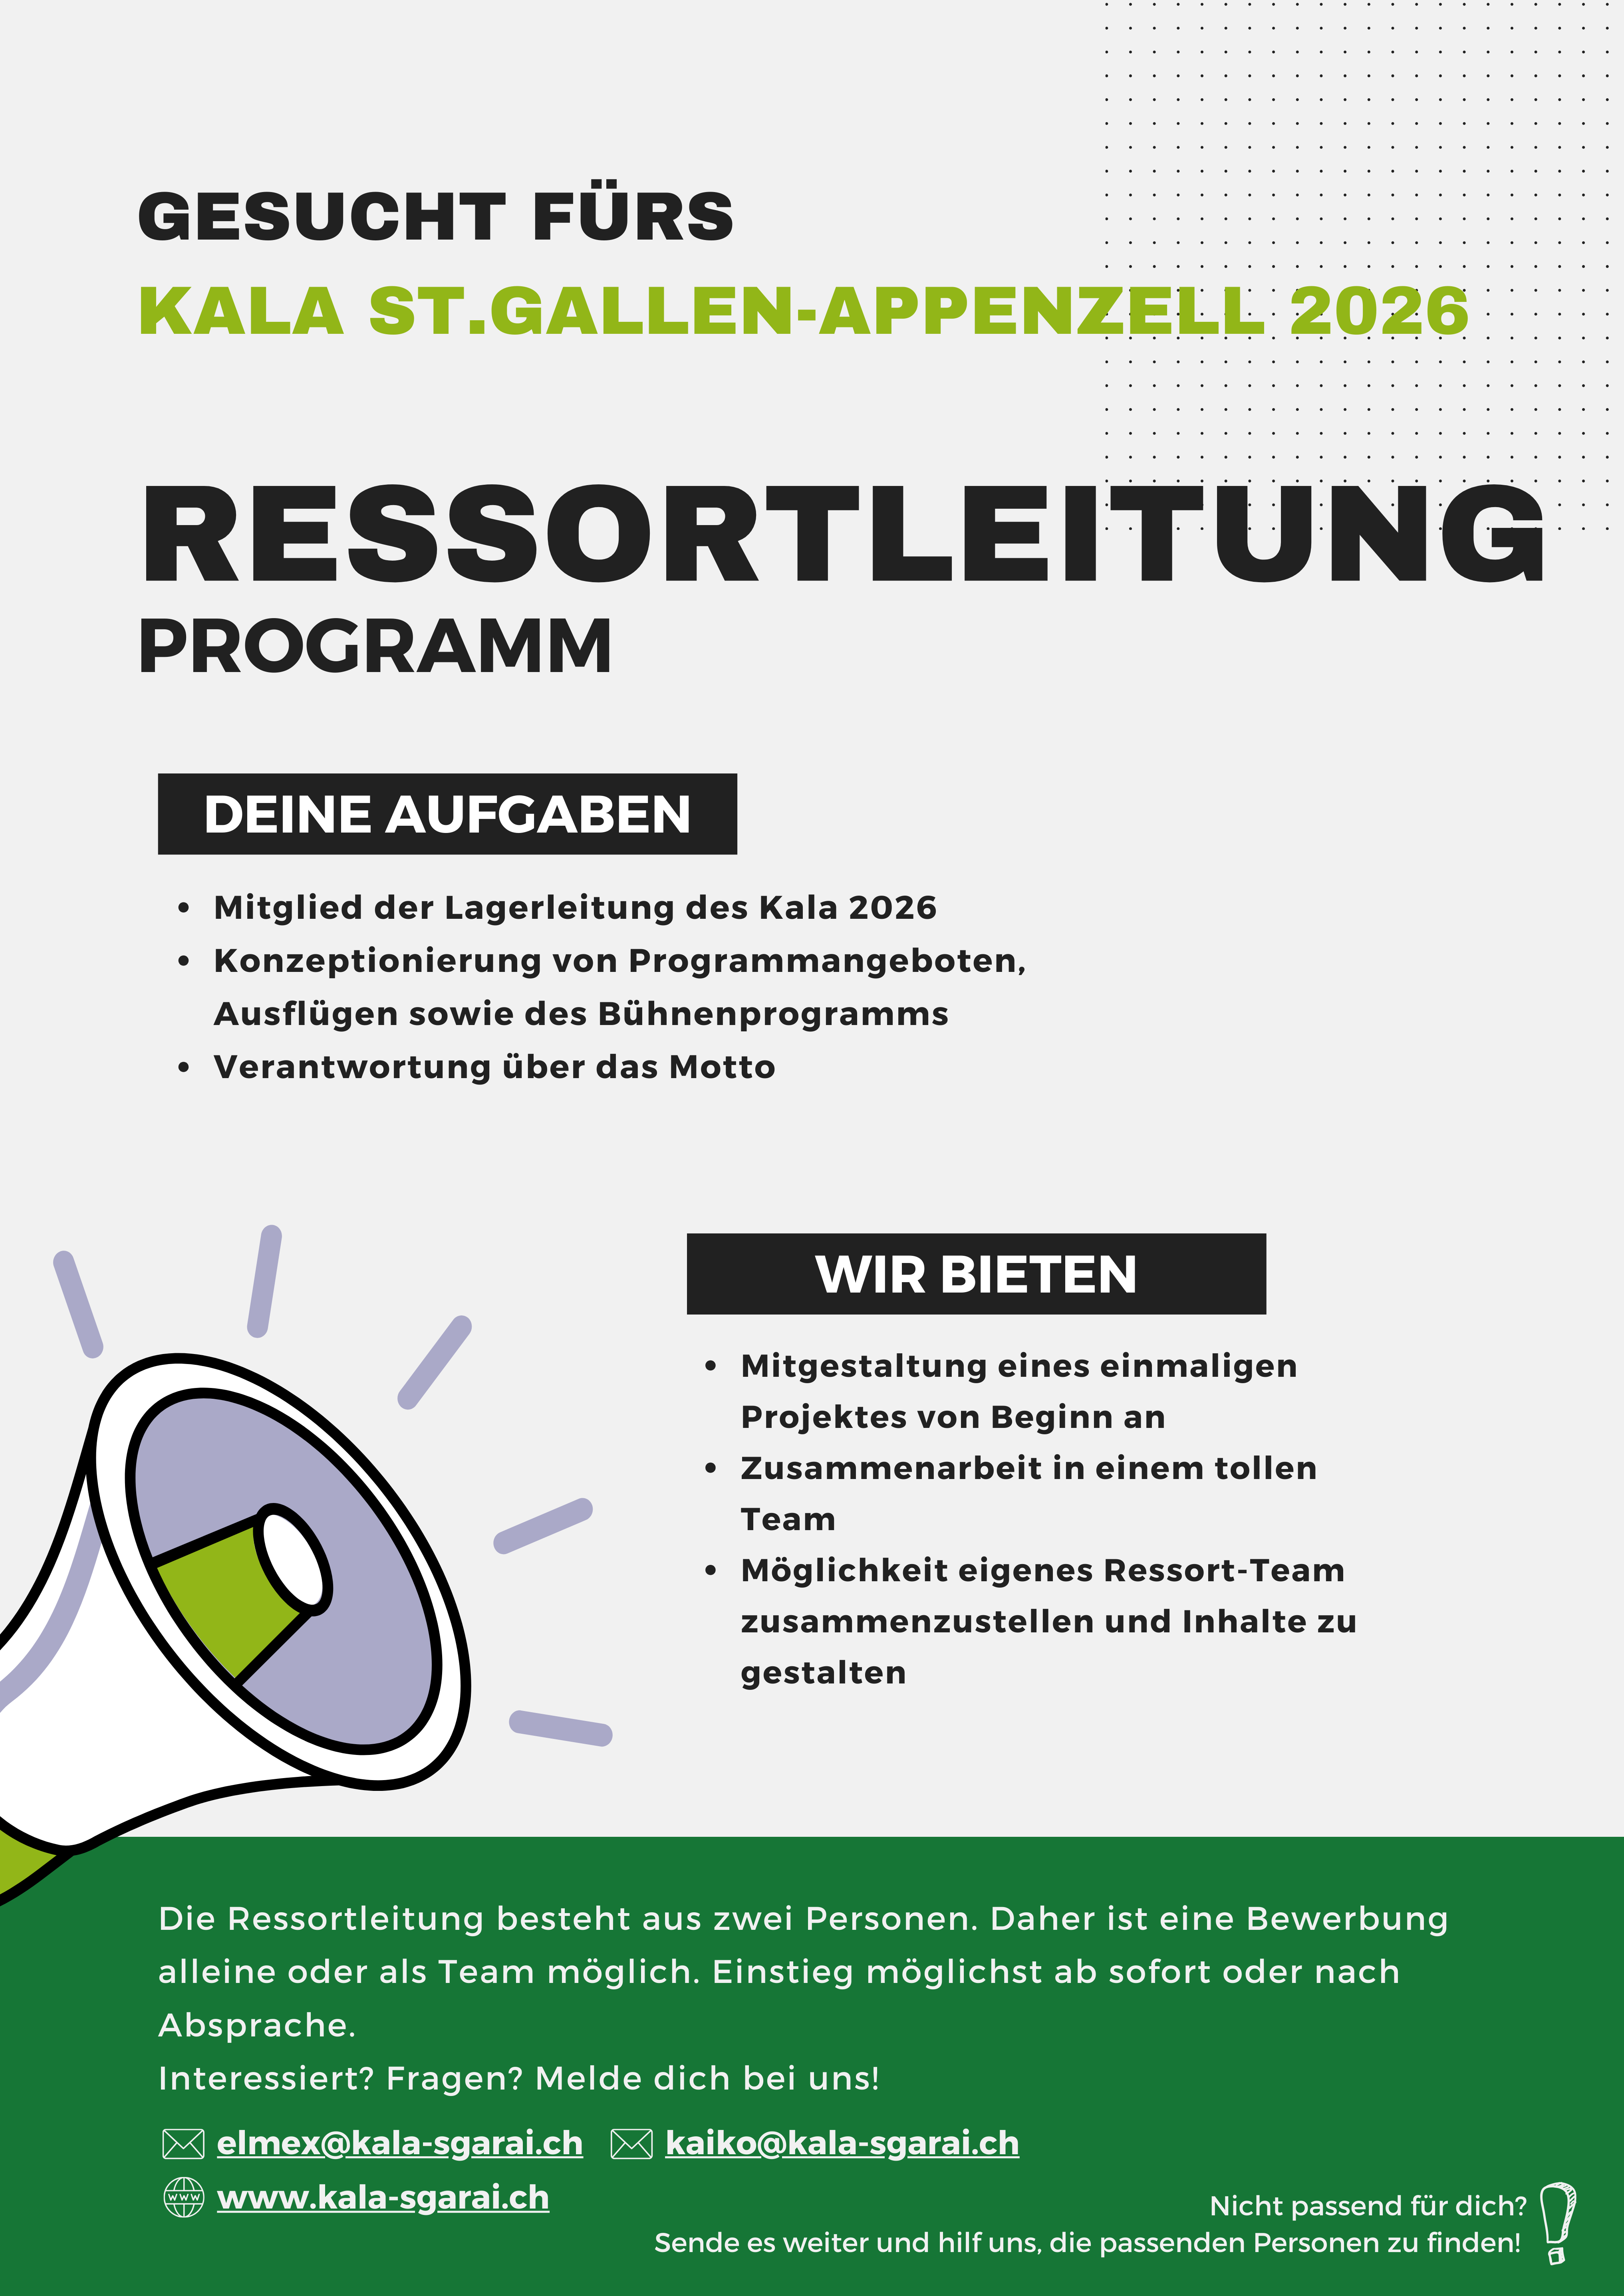 GESUCHT FÜRS
KALA ST.GALLEN-APPENZELL 2026
RESSORTLEITUNG
PROGRAMM
DEINE AUFGABEN
• Mitglied der Lagerleitung des Kala 2026
• Konzeptionierung von Programmangeboten,
Ausflügen sowie des Bühnenprogramms
• Verantwortung über das Motto
WIR BIETEN
• Mitgestaltung eines einmaligen
Projektes von Beginn an
• Zusammenarbeit in einem tollen
Team
• Möglichkeit eigenes Ressort-Team
zusammenzustellen und Inhalte zu
gestalten
Die Ressortleitung besteht aus zwei Personen. Daher ist eine Bewerbung
alleine oder als Team möglich. Einstieg möglichst ab sofort oder nach
Absprache.
Interessiert? Fragen? Melde dich bei uns!
elmex@kala-sgarai.ch kaiko@kala-sgarai.ch
WWW www.kala-sgarai.ch
Nicht passend für dich?
Sende es weiter und hilf uns, die passenden Personen zu finden!